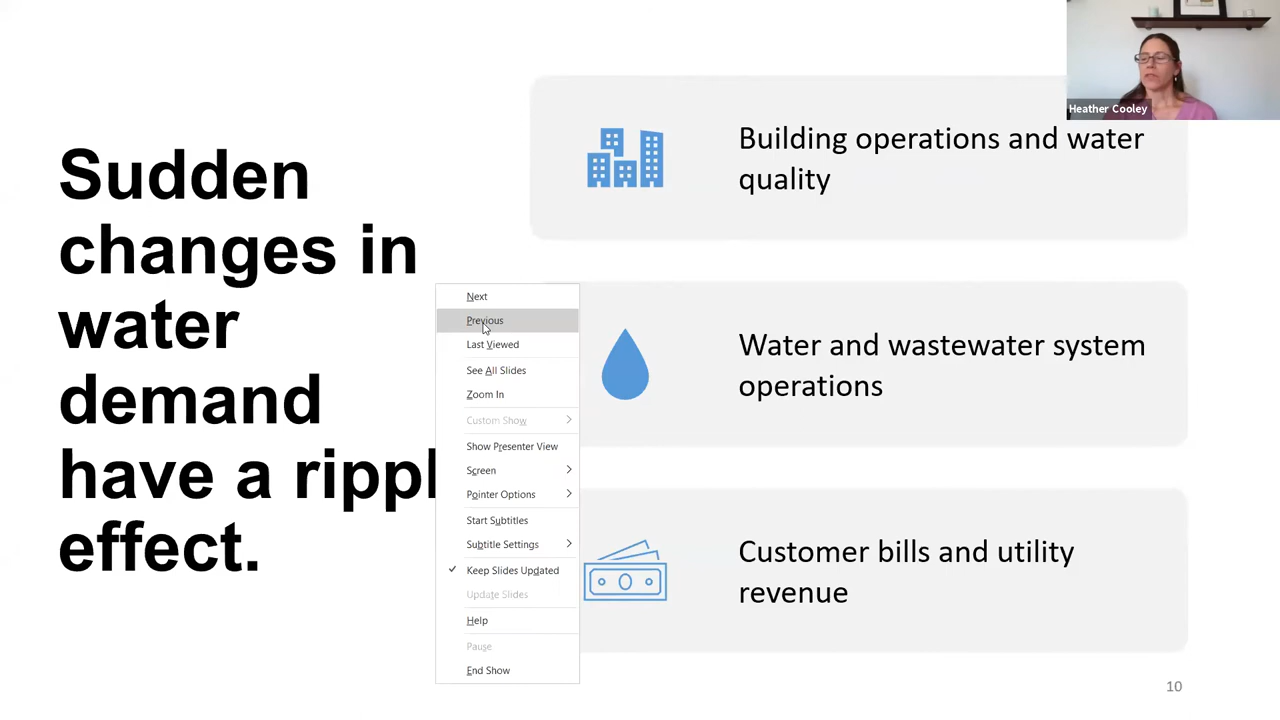 Sudden
changes in
water
demand
have a rippl
effect.
Building operations and water
quality
Water and wastewater system
operations
Customer bills and utility
revenue
10
Heather Cooley
Next
Previous
Last Viewed
See All Slides
Zoom In
Custom Show
Show Presenter View
Screen
Pointer Options
Start Subtitles
Subtitle Settings
Keep Slides Updated
Update Slides
Help
Pause
End Show